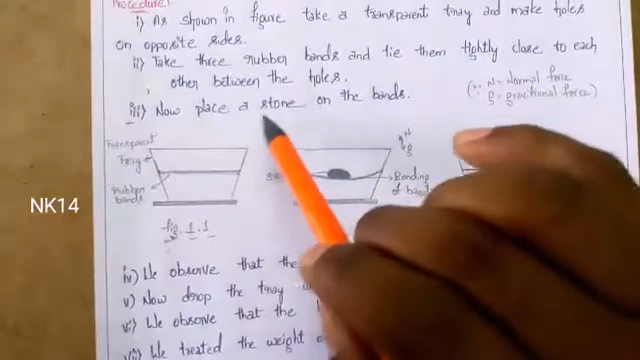 Procedure:
i) As shown in figure take a transparent tray and make holes
on opposite sides.
ii) Take three rubber bands and tie them tightly close to each
other between the holes.
(∵ N = normal force
iii) Now place a stone on the bands.
g = gravitional force)
Transparent
Tray
N
g
Rubber
bands
Bending
of band
NK14
fig. 1.1
iv) We observe that the
v) Now drop the tray
vi) We observe that the
vii) We treated the weight